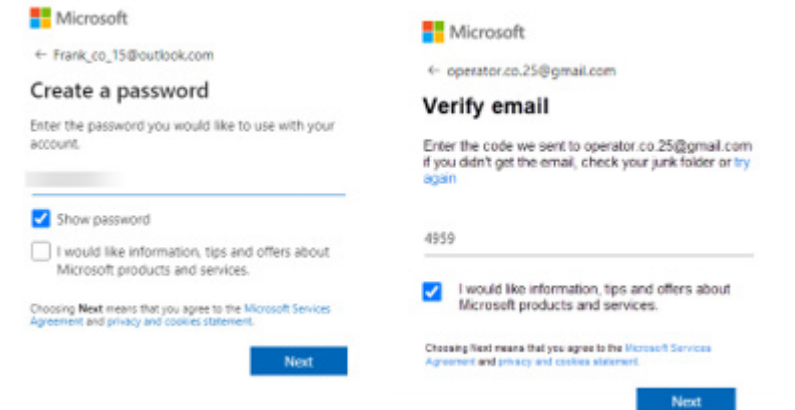 Microsoft
← Frank_co_15@outlook.com
Create a password
Enter the password you would like to use with your
account.
Show password
I would like information, tips and offers about
Microsoft products and services.
Choosing Next means that you agree to the Microsoft Services
Agreement and privacy and cookies statement.
Next
Microsoft
← operator.co.25@gmail.com
Verify email
Enter the code we sent to operator.co.25@gmail.com
if you didn't get the email, check your junk folder or try
again
4959
I would like information, tips and offers about
Microsoft products and services.
Choosing Next means that you agree to the Microsoft Services
Agreement and privacy and cookies statement.
Next